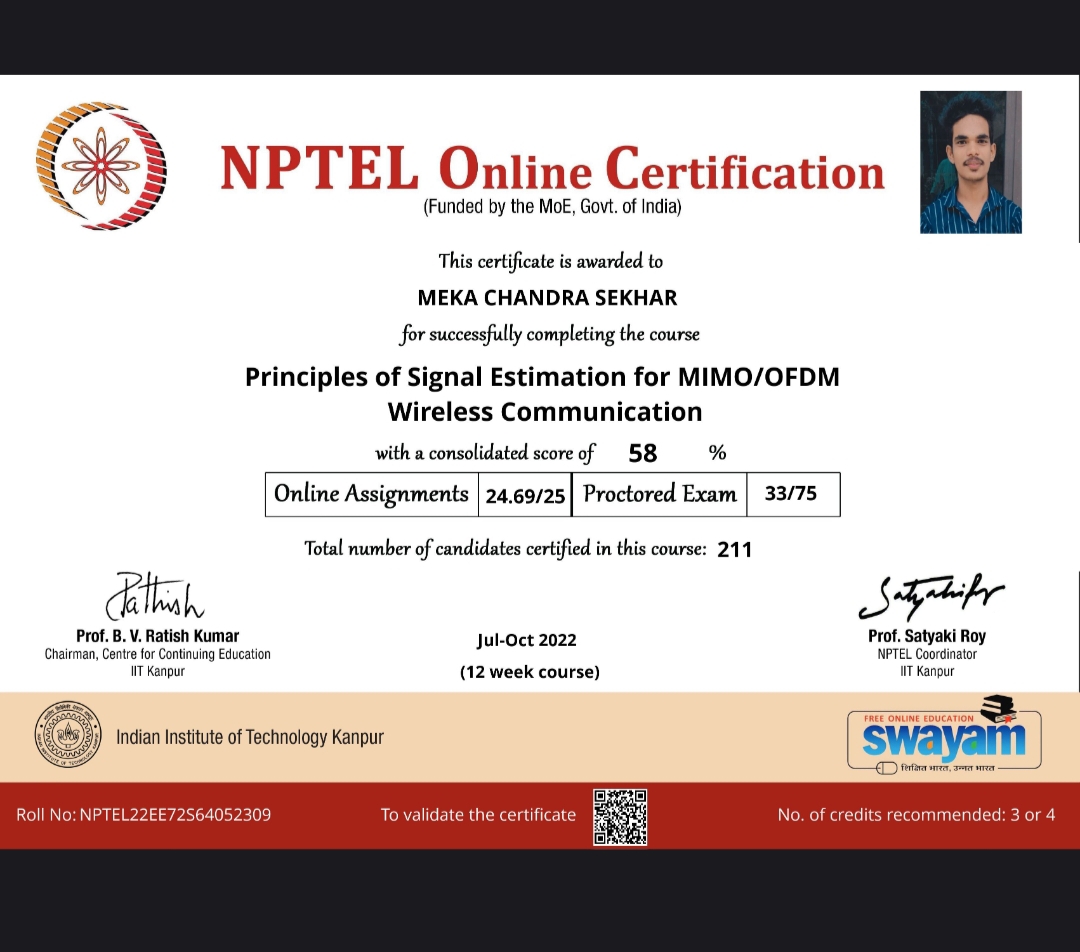 NPTEL Online Certification
(Funded by the MoE, Govt. of India)
This certificate is awarded to
MEKA CHANDRA SEKHAR
for successfully completing the course
Principles of Signal Estimation for MIMO/OFDM
Wireless Communication
with a consolidated score of 58 %
Online Assignments 24.69/25 Proctored Exam 33/75
Total number of candidates certified in this course: 211
Prof. B. V. Ratish Kumar
Chairman, Centre for Continuing Education
IIT Kanpur
Jul-Oct 2022
(12 week course)
Prof. Satyaki Roy
NPTEL Coordinator
IIT Kanpur
Indian Institute of Technology Kanpur
FREE ONLINE EDUCATION
swayam
शिक्षित भारत, उन्नत भारत
Roll No: NPTEL22EE72S64052309
To validate the certificate
No. of credits recommended: 3 or 4